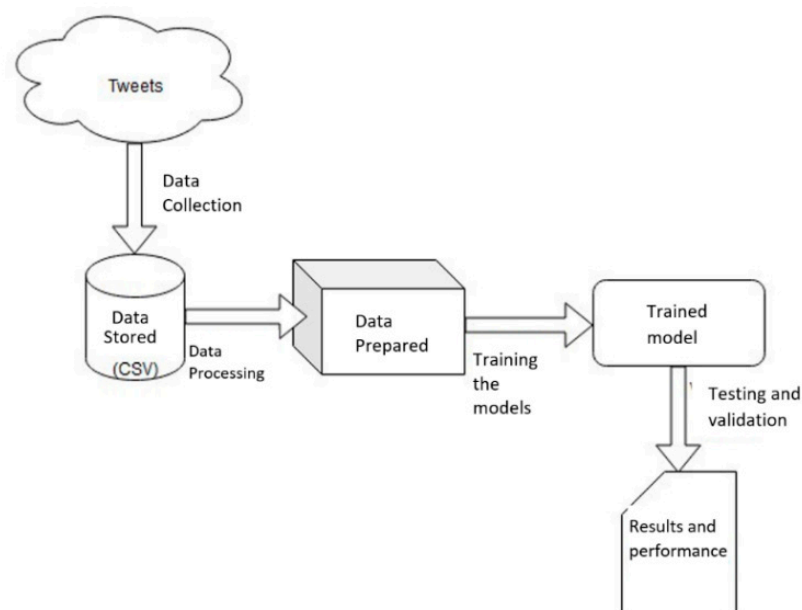 Tweets
Data
Collection
Data
Stored
(CSV)
Data
Processing
Data
Prepared
Training
the
models
Trained
model
Testing and
validation
Results and
performance